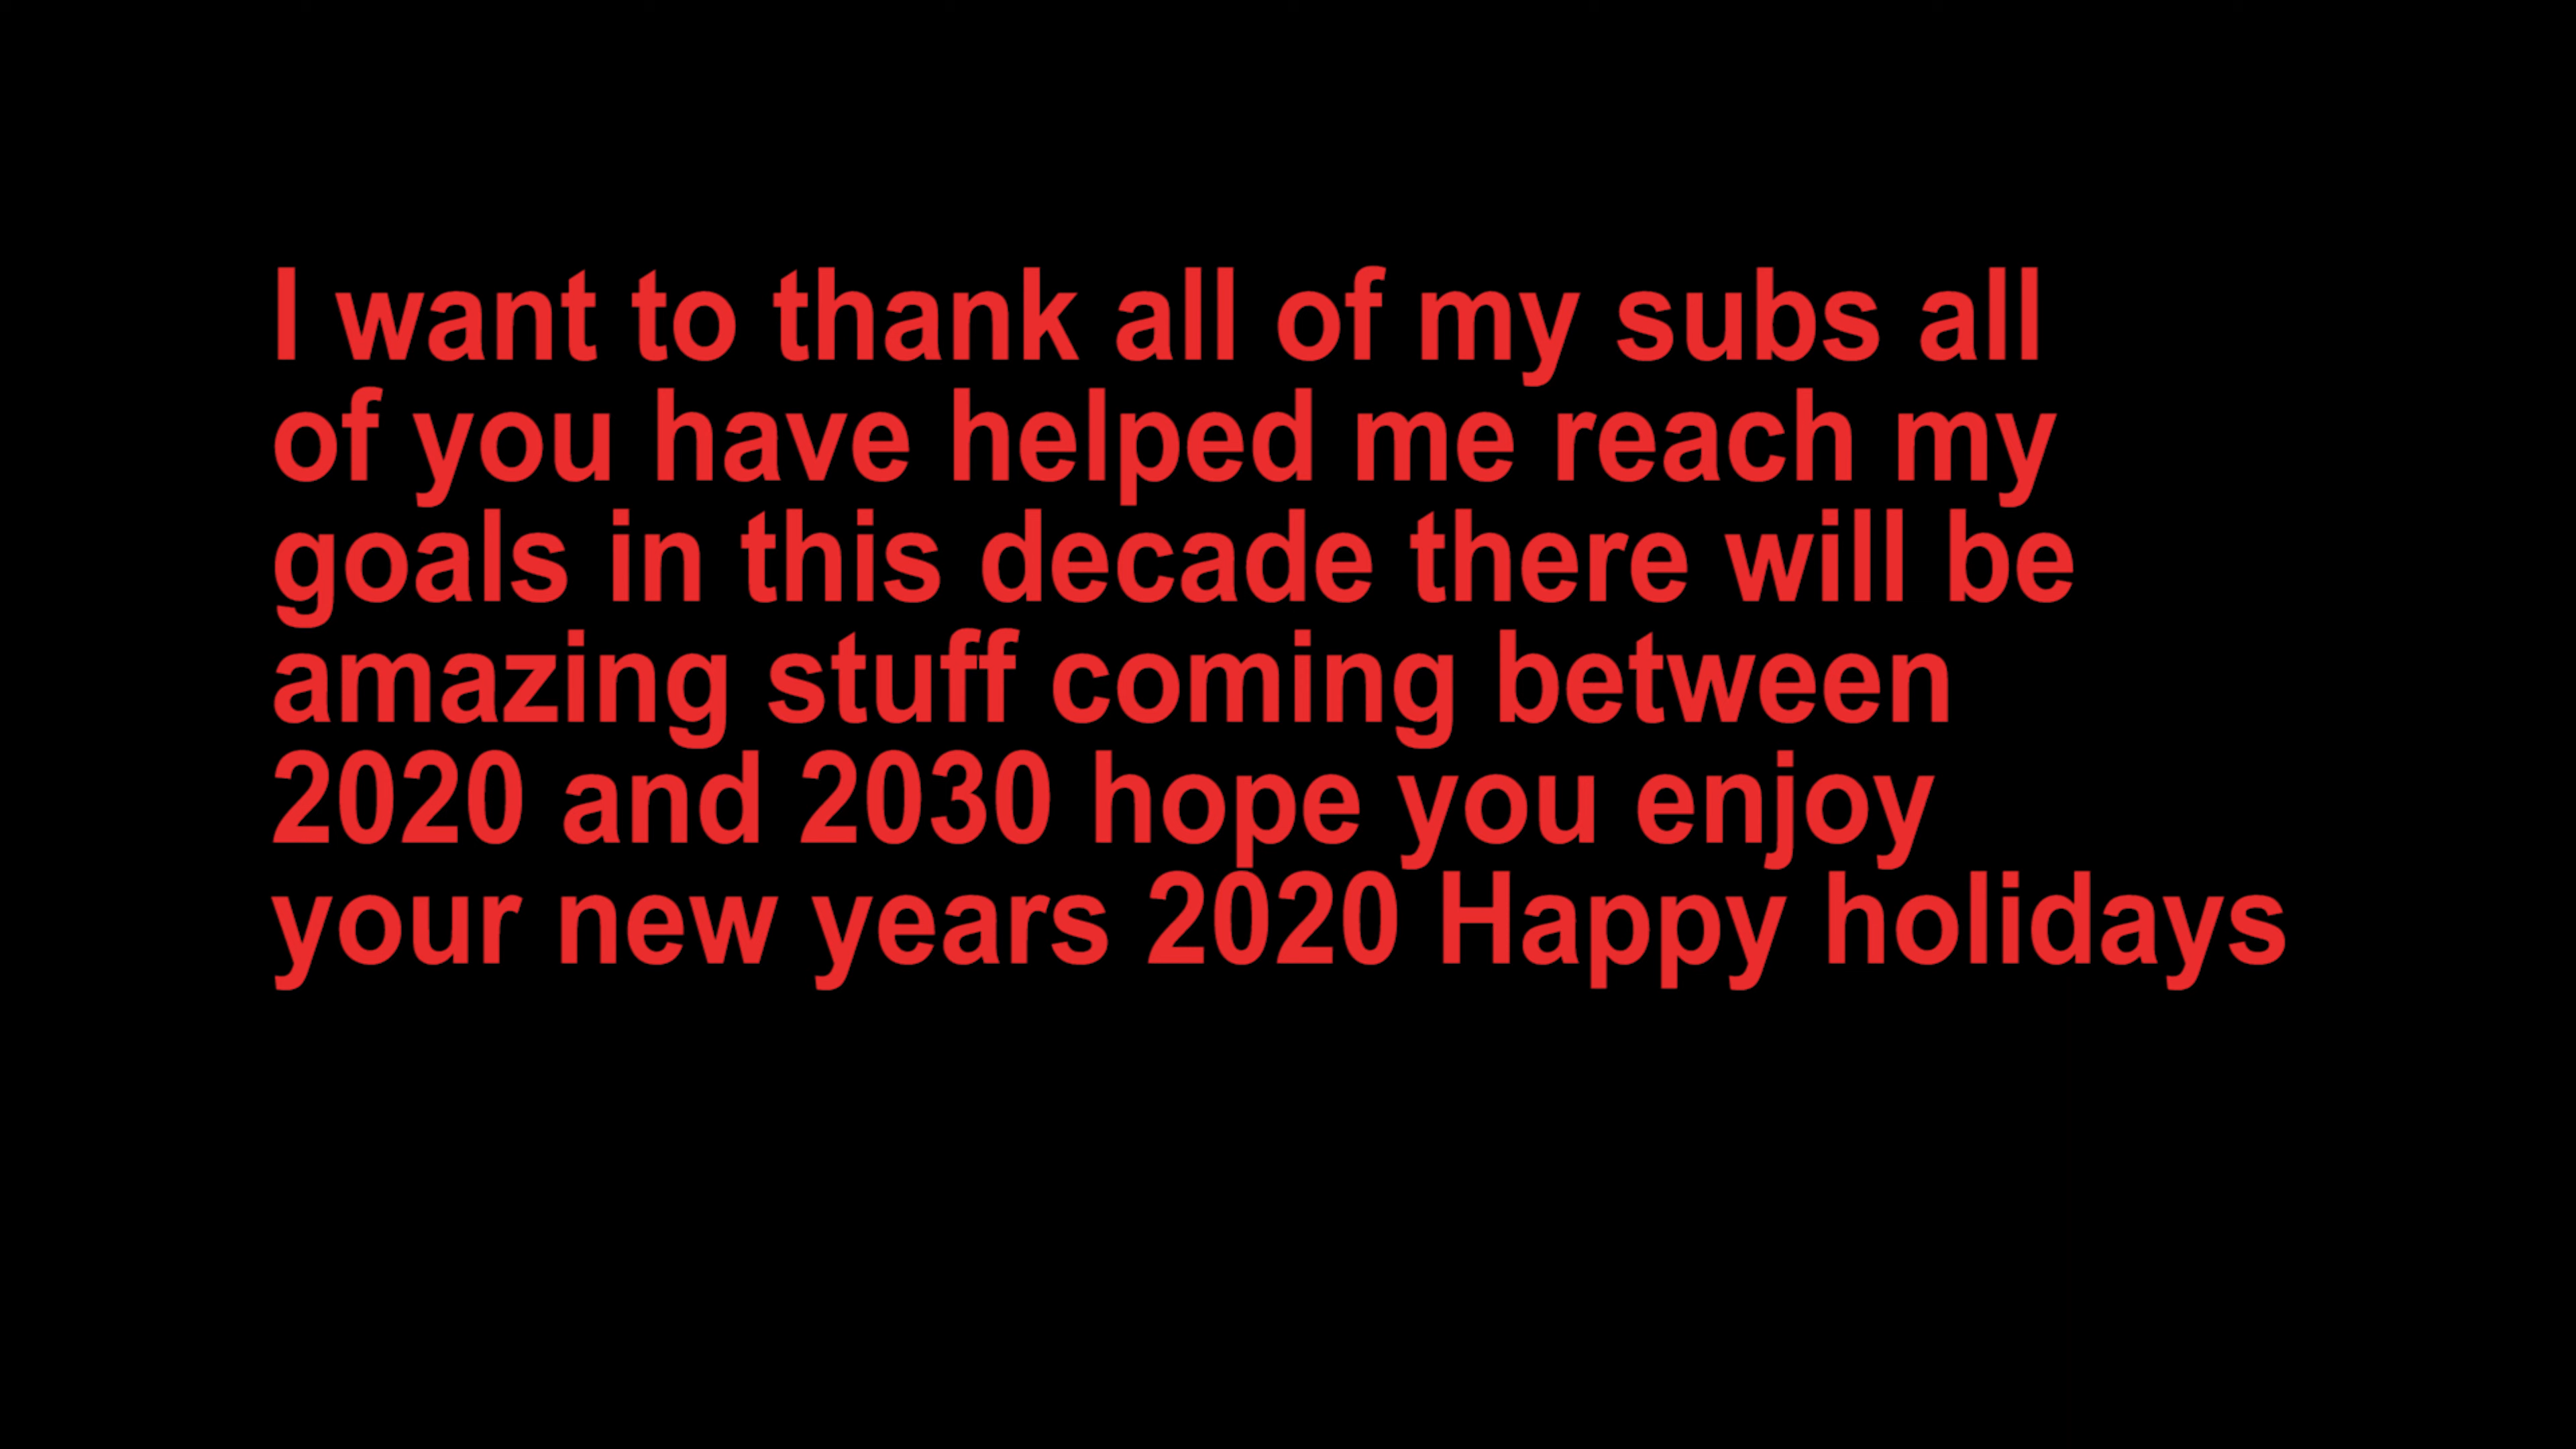 I want to thank all of my subs all
of you have helped me reach my
goals in this decade there will be
amazing stuff coming between
2020 and 2030 hope you enjoy
your new years 2020 Happy holidays